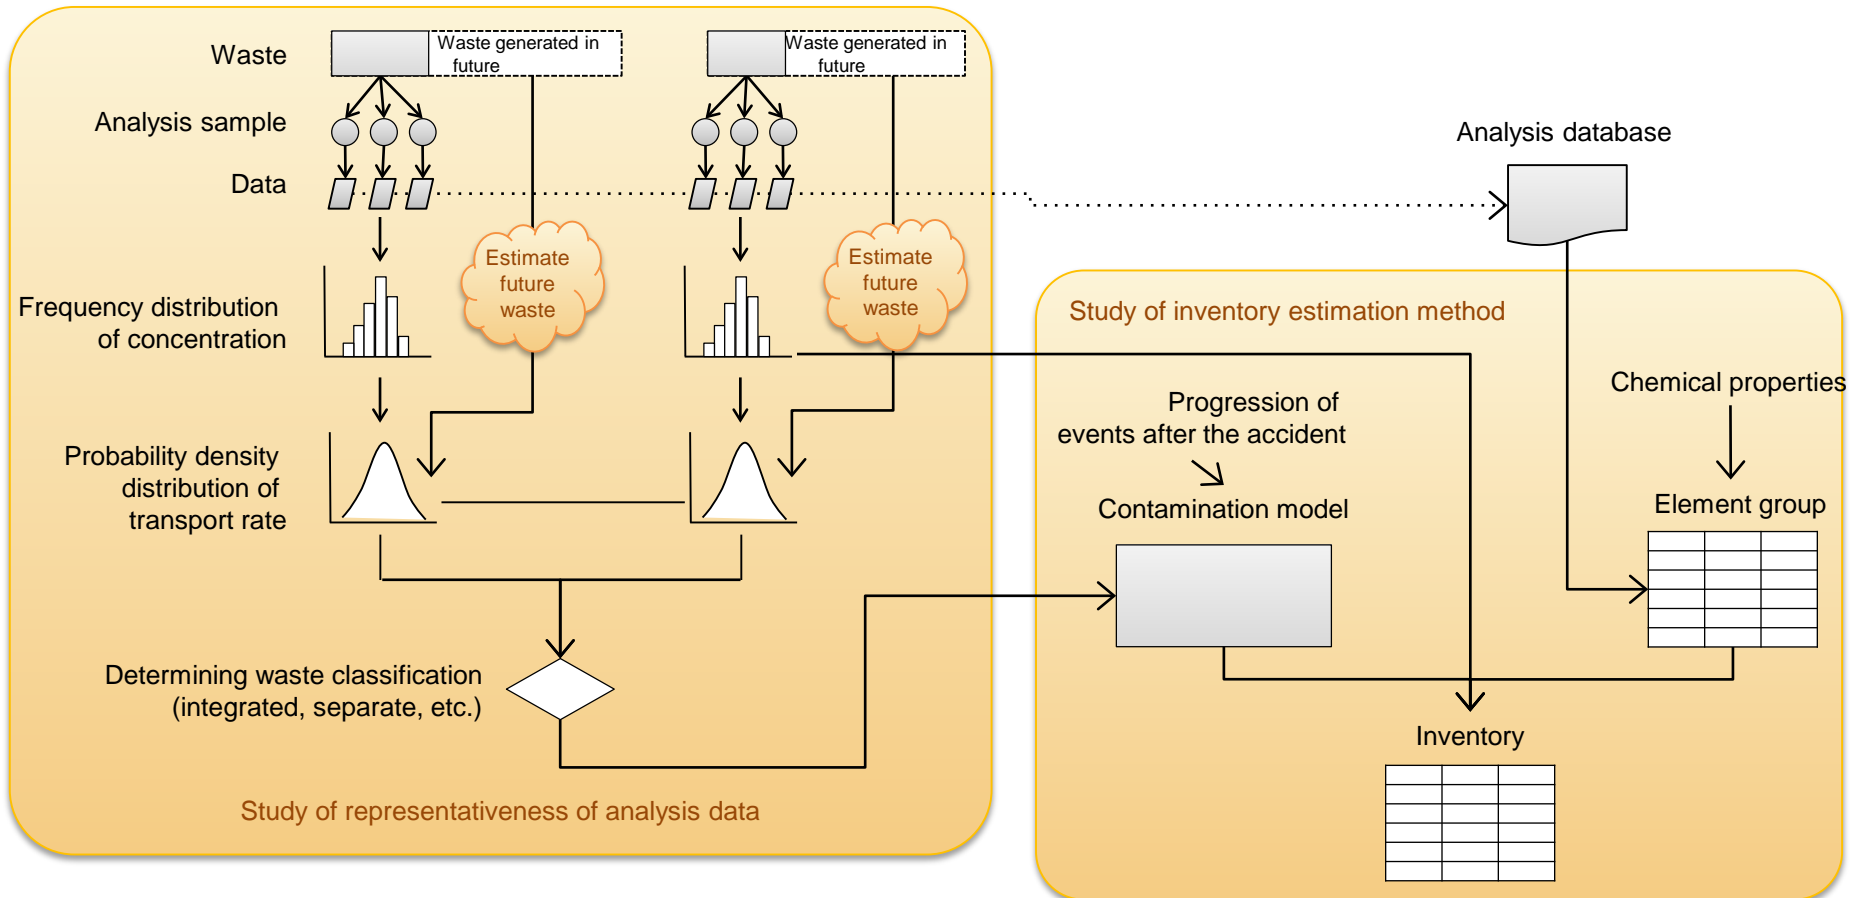 Waste
Waste generated in
future
Waste generated in
future
Analysis sample
Data
Estimate
future
waste
Estimate
future
waste
Frequency distribution
of concentration
Probability density
distribution of
transport rate
Determining waste classification
(integrated, separate, etc.)
Study of representativeness of analysis data
Analysis database
Study of inventory estimation method
Chemical properties
Progression of
events after the accident
Contamination model
Element group
Inventory